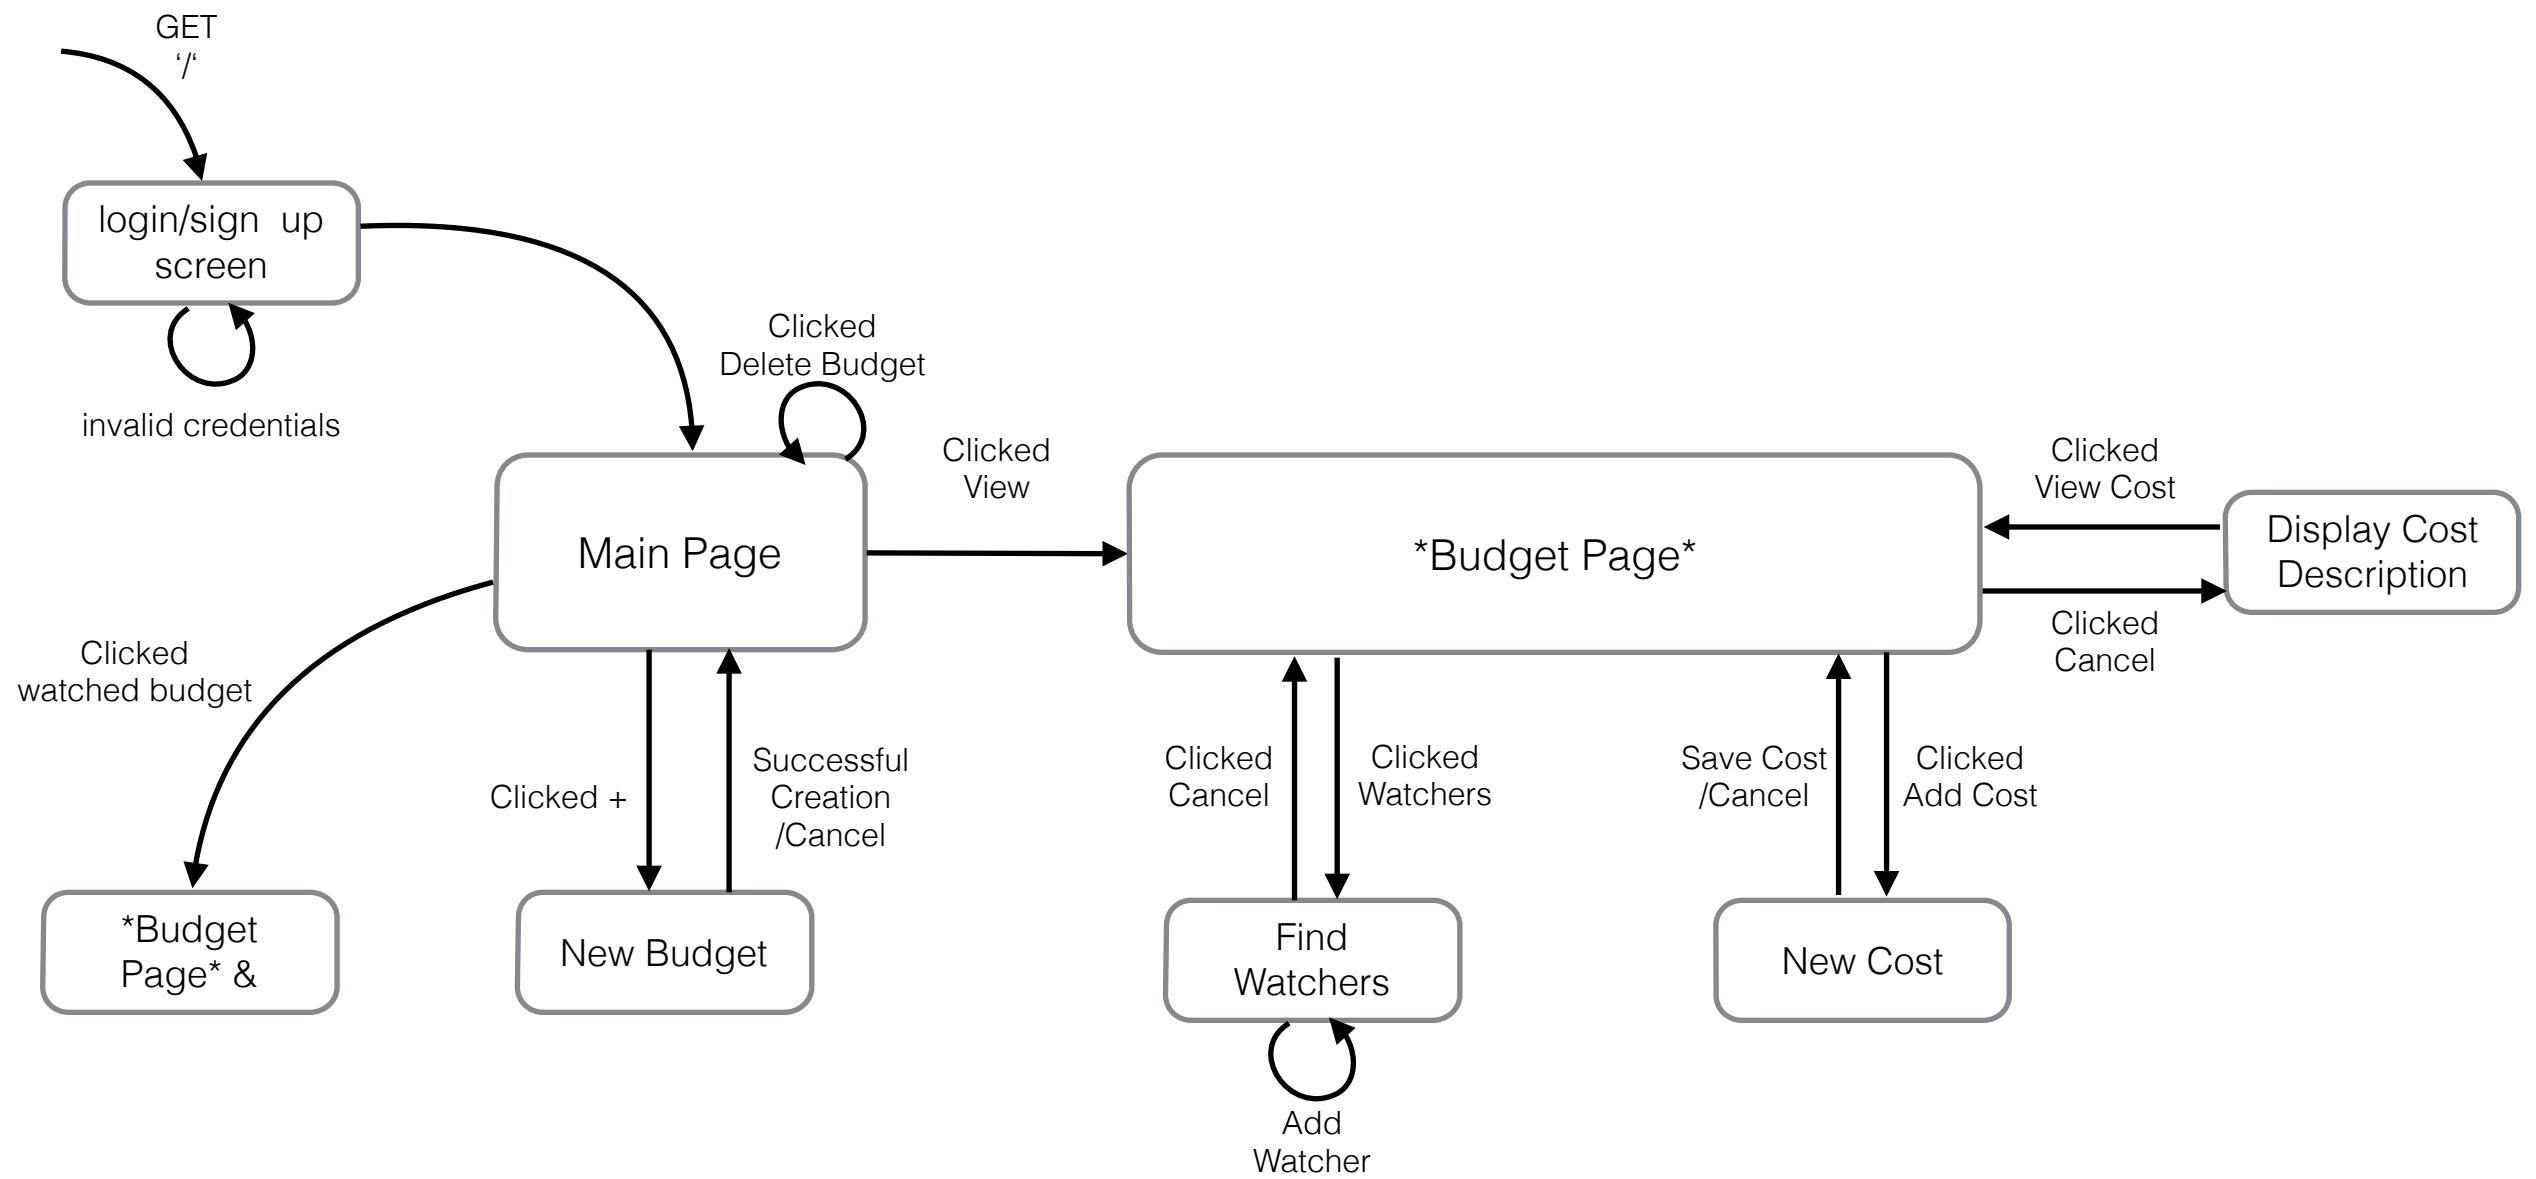 GET
‘/‘
login/sign up
screen
invalid credentials
Clicked
Delete Budget
Main Page
Clicked
View
*Budget Page*
Clicked
View Cost
Display Cost
Description
Clicked
Cancel
Clicked
watched budget
Clicked +
Successful
Creation
/Cancel
Clicked
Cancel
Clicked
Watchers
Save Cost
/Cancel
Clicked
Add Cost
*Budget
Page* &
New Budget
Find
Watchers
New Cost
Add
Watcher